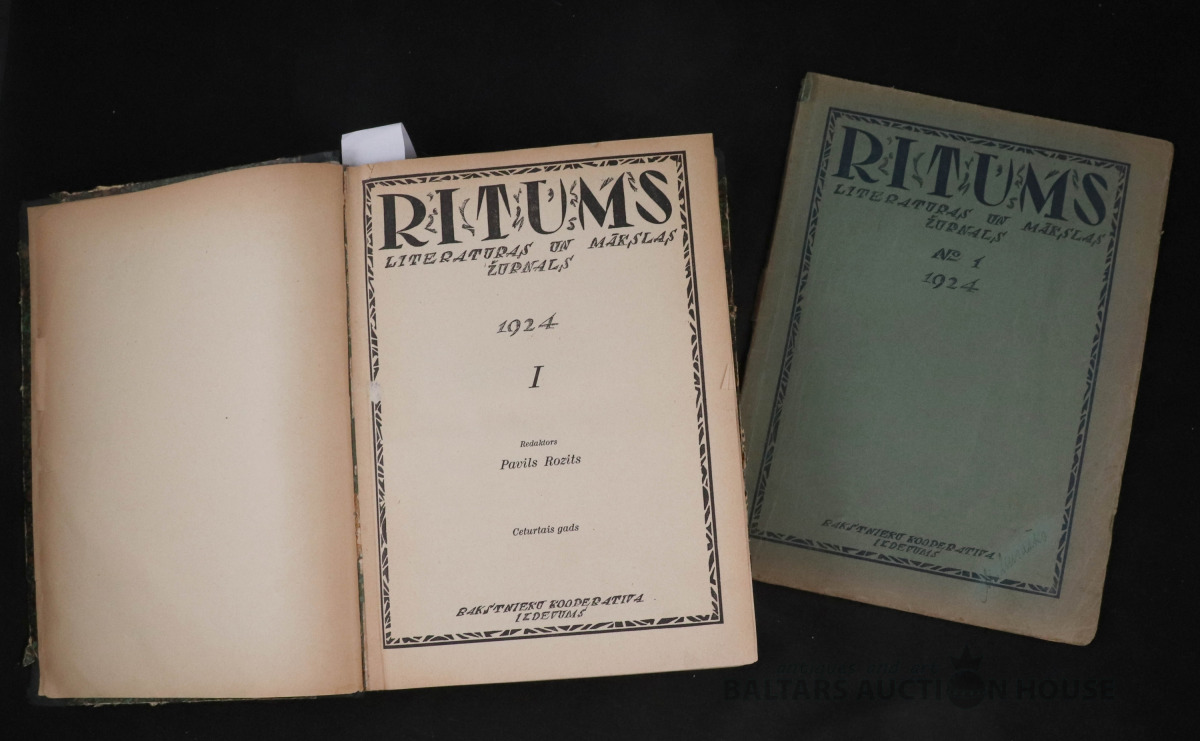 RITUMS
LITERATURAS UN MĀKSLAS
ŽURNALS
1924
I
Redaktors
Pavils Rozits
Ceturtais gads
RAKSTNIEKU KOOPERATIVA
IZDEVUMS
RITUMS
LITERATURAS UN MĀKSLAS
ŽURNALS
No 1
1924
RAKSTNIEKU KOOPERATIVA
IZDEVUMS
BALTARS AUCTION HOUSE